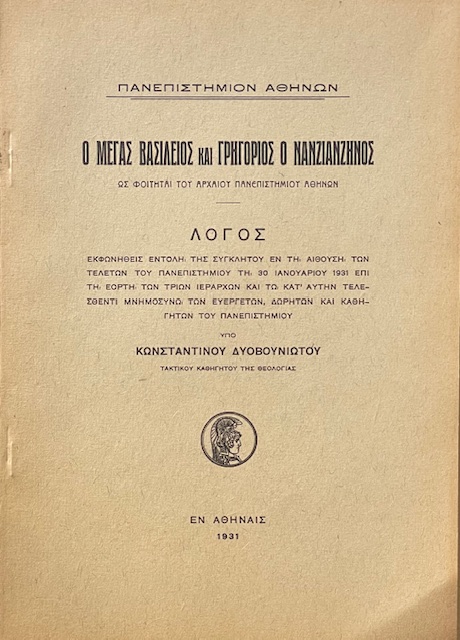 ΠΑΝΕΠΙΣΤΗΜΙΟΝ ΑΘΗΝΩΝ
Ο ΜΕΓΑΣ ΒΑΣΙΛΕΙΟΣ ΚΑΙ ΓΡΗΓΟΡΙΟΣ Ο ΝΑΝΖΙΑΝΖΗΝΟΣ
ΩΣ ΦΟΙΤΗΤΑΙ ΤΟΥ ΑΡΧΑΙΟΥ ΠΑΝΕΠΙΣΤΗΜΙΟΥ ΑΘΗΝΩΝ
ΛΟΓΟΣ
ΕΚΦΩΝΗΘΕΙΣ ΕΝΤΟΛΗͺ ΤΗΣ ΣΥΓΚΛΗΤΟΥ ΕΝ ΤΗͺ ΑΙΘΟΥΣΗͺ ΤΩΝ
ΤΕΛΕΤΩΝ ΤΟΥ ΠΑΝΕΠΙΣΤΗΜΙΟΥ ΤΗͺ 30 ΙΑΝΟΥΑΡΙΟΥ 1931 ΕΠΙ
ΤΗͺ ΕΟΡΤΗͺ ΤΩΝ ΤΡΙΩΝ ΙΕΡΑΡΧΩΝ ΚΑΙ ΤΩͺ ΚΑΤ' ΑΥΤΗΝ ΤΕΛΕ-
ΣΘΕΝΤΙ ΜΝΗΜΟΣΥΝΩͺ ΤΩΝ ΕΥΕΡΓΕΤΩΝ, ΔΩΡΗΤΩΝ ΚΑΙ ΚΑΘΗ-
ΓΗΤΩΝ ΤΟΥ ΠΑΝΕΠΙΣΤΗΜΙΟΥ
ΥΠΟ
ΚΩΝΣΤΑΝΤΙΝΟΥ ΔΥΟΒΟΥΝΙΩΤΟΥ
ΤΑΚΤΙΚΟΥ ΚΑΘΗΓΗΤΟΥ ΤΗΣ ΘΕΟΛΟΓΙΑΣ
ΕΝ ΑΘΗΝΑΙΣ
1931